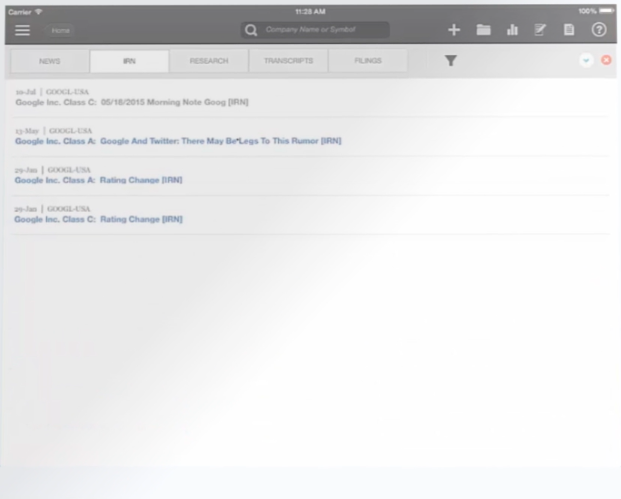 Carrier
11:28 AM
100%
Home
Company Name or Symbol
NEWS
IRN
RESEARCH
TRANSCRIPTS
FILINGS
10-Jul | GOOGL-USA
Google Inc. Class C: 05/16/2015 Morning Note Goog [IRN]
13-May | GOOGL-USA
Google Inc. Class A: Google And Twitter: There May Be Legs To This Rumor [IRN]
29-Jan | GOOGL-USA
Google Inc. Class A: Rating Change [IRN]
29-Jan | GOOGL-USA
Google Inc. Class C: Rating Change [IRN]